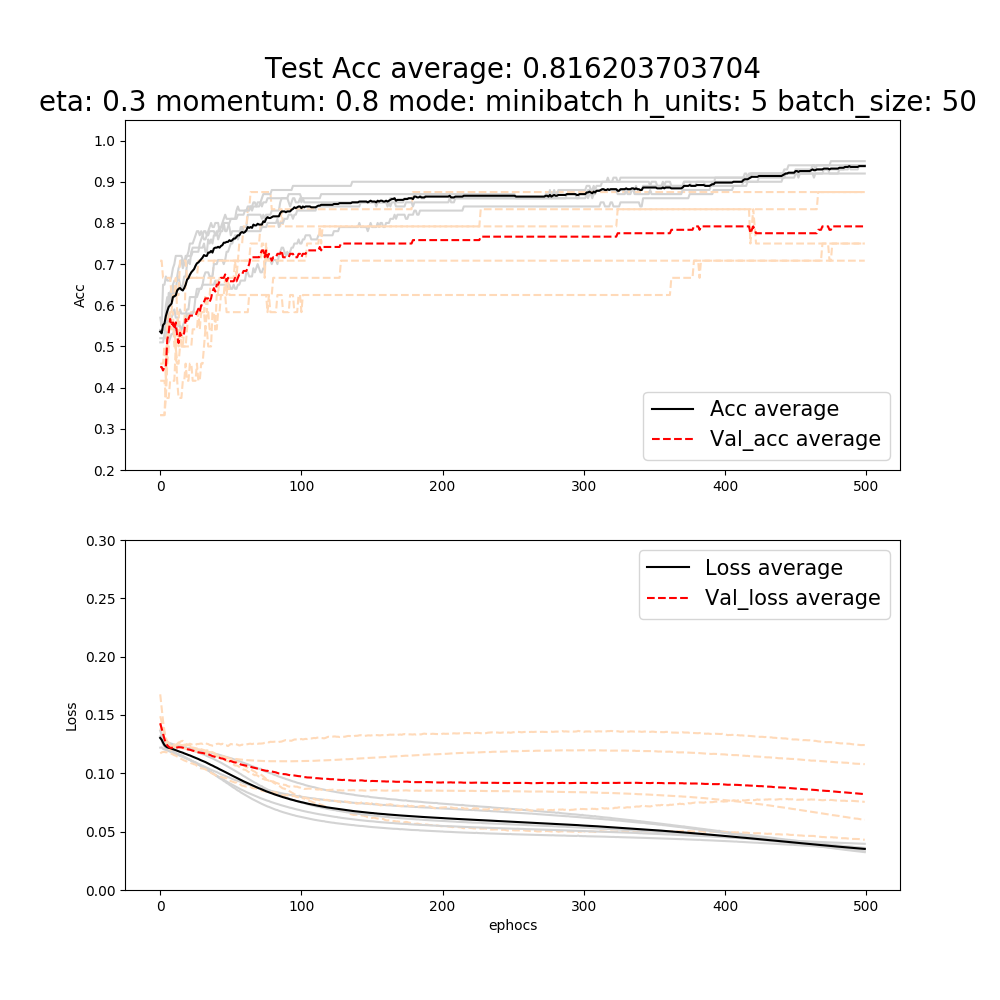 Test Acc average: 0.816203703704
eta: 0.3 momentum: 0.8 mode: minibatch h_units: 5 batch_size: 50
1.0
0.9
0.8
0.7
0.6
0.5
0.4
0.3
0.2
Acc
Acc average
Val_acc average
0 100 200 300 400 500
0.30
0.25
0.20
0.15
0.10
0.05
0.00
Loss
Loss average
Val_loss average
0 100 200 300 400 500
ephocs